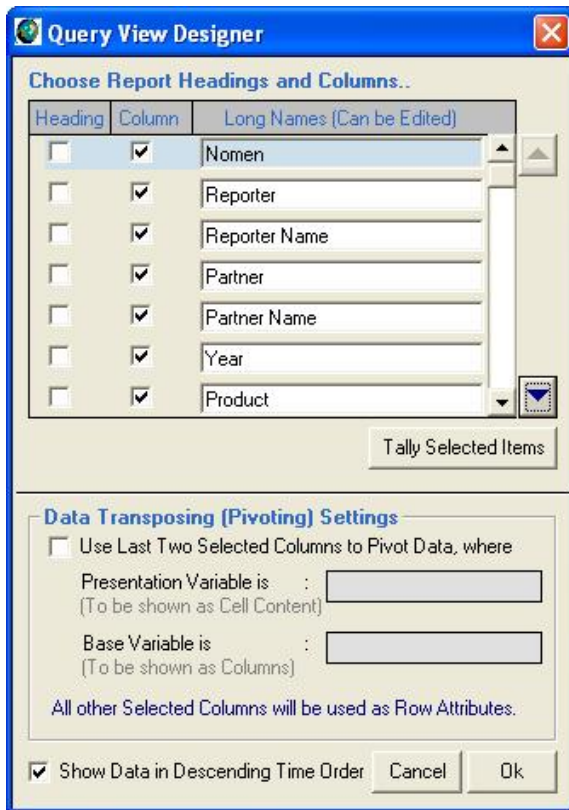 Query View Designer
Choose Report Headings and Columns..
Heading Column Long Names (Can be Edited)
Nomen
Reporter
Reporter Name
Partner
Partner Name
Year
Product
Tally Selected Items
Data Transposing (Pivoting) Settings
Use Last Two Selected Columns to Pivot Data, where
Presentation Variable is :
(To be shown as Cell Content)
Base Variable is :
(To be shown as Columns)
All other Selected Columns will be used as Row Attributes.
Show Data in Descending Time Order Cancel Ok